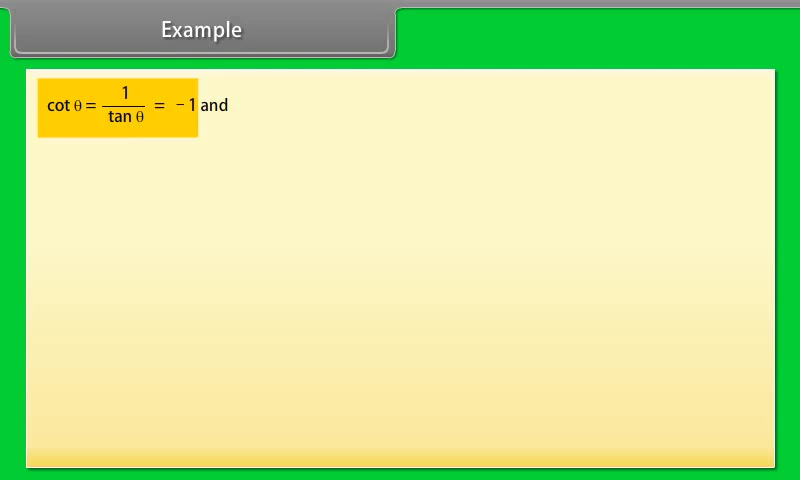 Example
cot θ = 1/tan θ = −1 and